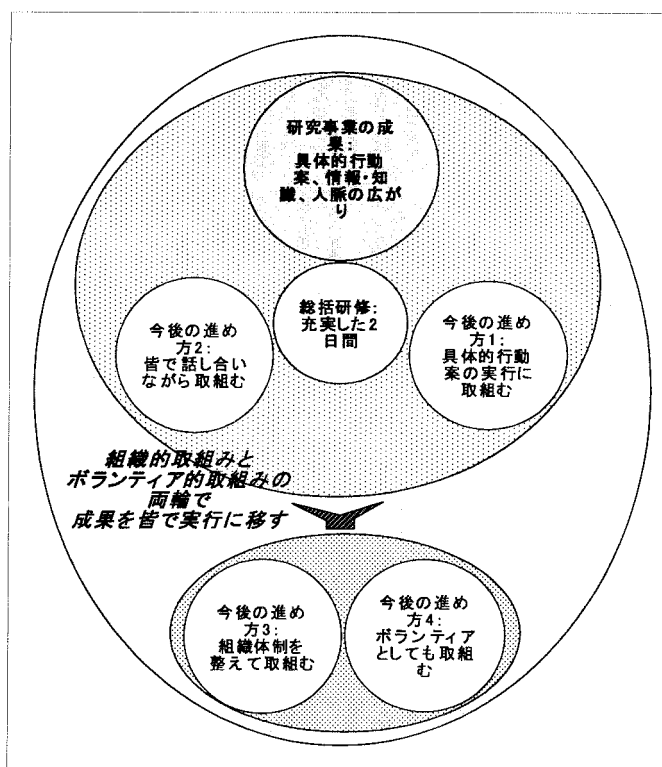 研究事業の成
果：
具体的行動
案、情報・知
識、人脈の広が
り
総括研修：
充実した2
日間
今後の進め
方2：
皆で話し合い
ながら取組む
今後の進め
方1：
具体的行動
案の実行に
取組む
組織的取組みと
ボランティア的取組みの
両輪で
成果を皆で実行に移す
今後の進め
方3：
組織体制を
整えて取組む
今後の進め
方4：
ボランティア
としても取組
む